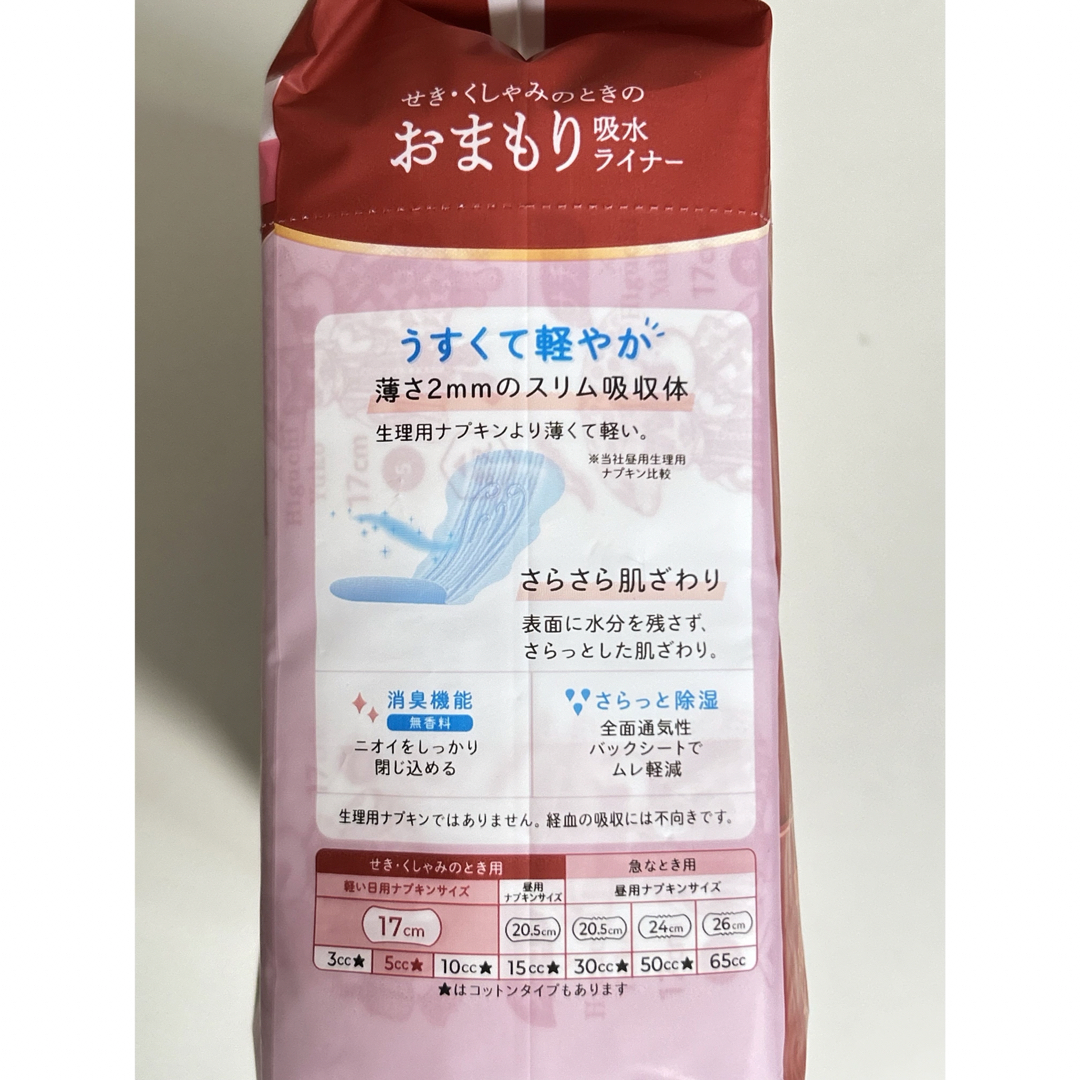 せき・くしゃみのときの
おまもり吸水ライナー
うすくて軽やか
薄さ2mmのスリム吸収体
生理用ナプキンより薄くて軽い。
※当社昼用生理用
ナプキン比較
さらさら肌ざわり
表面に水分を残さず、
さらっとした肌ざわり。
消臭機能
無香料
ニオイをしっかり
閉じ込める
さらっと除湿
全面通気性
バックシートで
ムレ軽減
生理用ナプキンではありません。経血の吸収には不向きです。
せき・くしゃみのとき用 急なとき用
軽い日用ナプキンサイズ 昼用ナプキンサイズ 昼用ナプキンサイズ
17cm 20.5cm 20.5cm 24cm 26cm
3cc★ 5cc★ 10cc★ 15cc★ 30cc★ 50cc★ 65cc
★はコットンタイプもあります